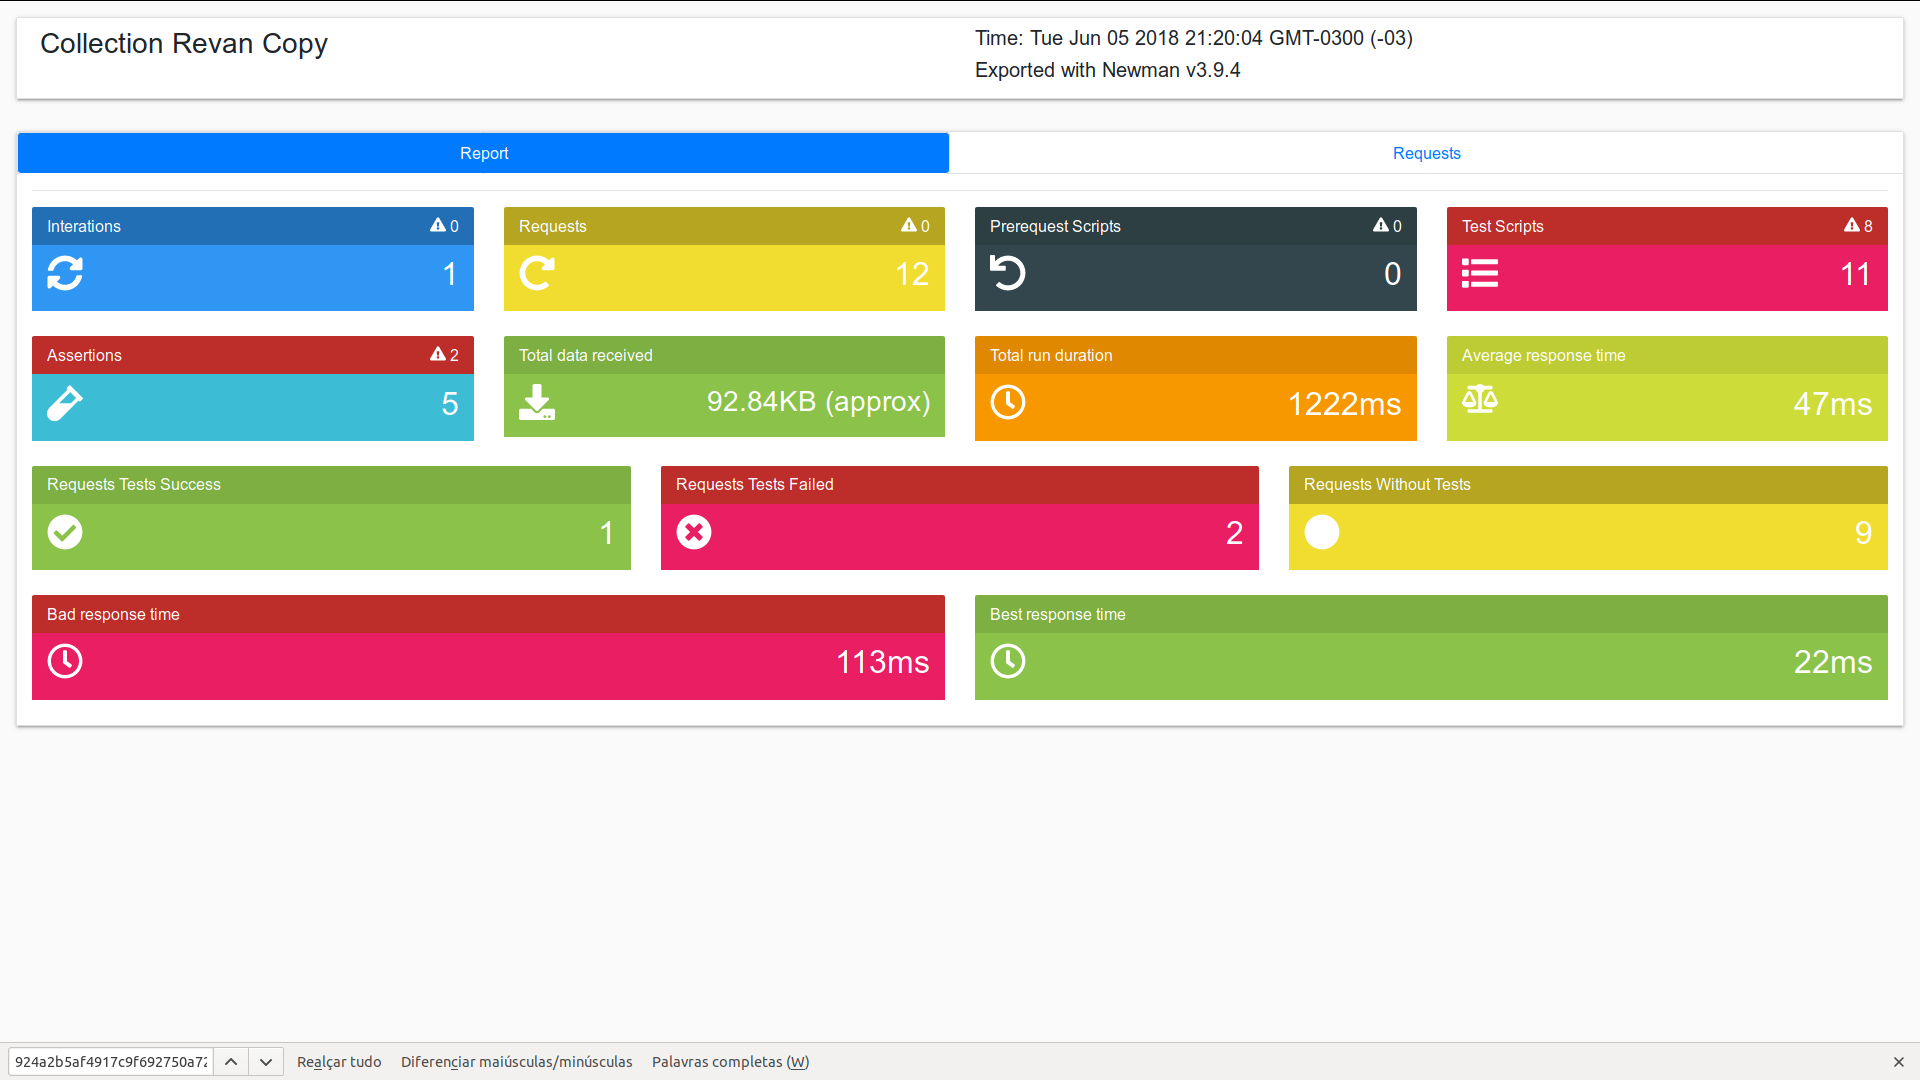 Collection Revan Copy
Time: Tue Jun 05 2018 21:20:04 GMT-0300 (-03)
Exported with Newman v3.9.4
Report
Requests
Interations 0
1
Requests 0
12
Prerequest Scripts 0
0
Test Scripts 8
11
Assertions 2
5
Total data received
92.84KB (approx)
Total run duration
1222ms
Average response time
47ms
Requests Tests Success
1
Requests Tests Failed
2
Requests Without Tests
9
Bad response time
113ms
Best response time
22ms
924a2b5af4917c9f692750a72 Realçar tudo Diferenciar maiúsculas/minúsculas Palavras completas (W)